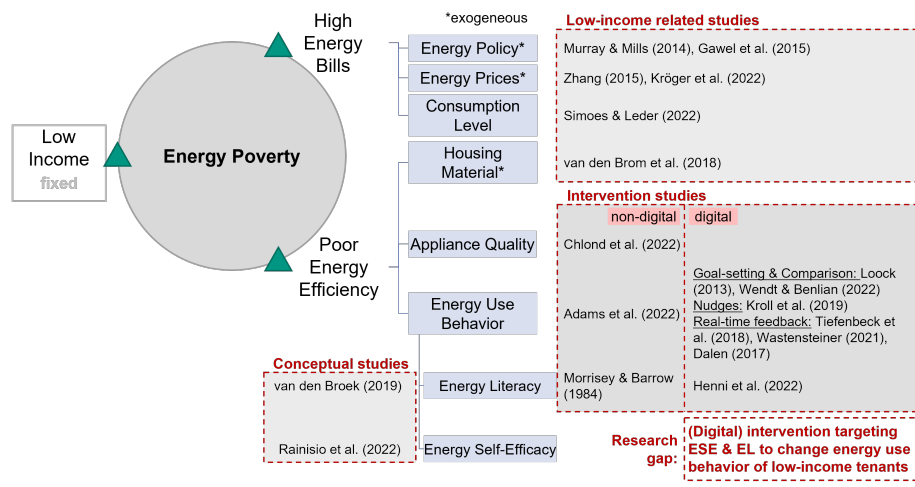 High
Energy
Bills
*exogeneous
Low-income related studies
Energy Policy*
Murray & Mills (2014), Gawel et al. (2015)
Energy Prices*
Zhang (2015), Kröger et al. (2022)
Consumption
Level
Simoes & Leder (2022)
Low
Income
fixed
Energy Poverty
Housing
Material*
van den Brom et al. (2018)
Intervention studies
non-digital
digital
Poor
Energy
Efficiency
Appliance Quality
Chlond et al. (2022)
Energy Use
Behavior
Adams et al. (2022)
Goal-setting & Comparison: Loock
(2013), Wendt & Benlian (2022)
Nudges: Kroll et al. (2019)
Real-time feedback: Tiefenbeck et
al. (2018), Wastensteiner (2021),
Dalen (2017)
Conceptual studies
van den Broek (2019)
Energy Literacy
Morrisey & Barrow
(1984)
Henni et al. (2022)
Rainisio et al. (2022)
Energy Self-Efficacy
Research
gap:
(Digital) intervention targeting
ESE & EL to change energy use
behavior of low-income tenants